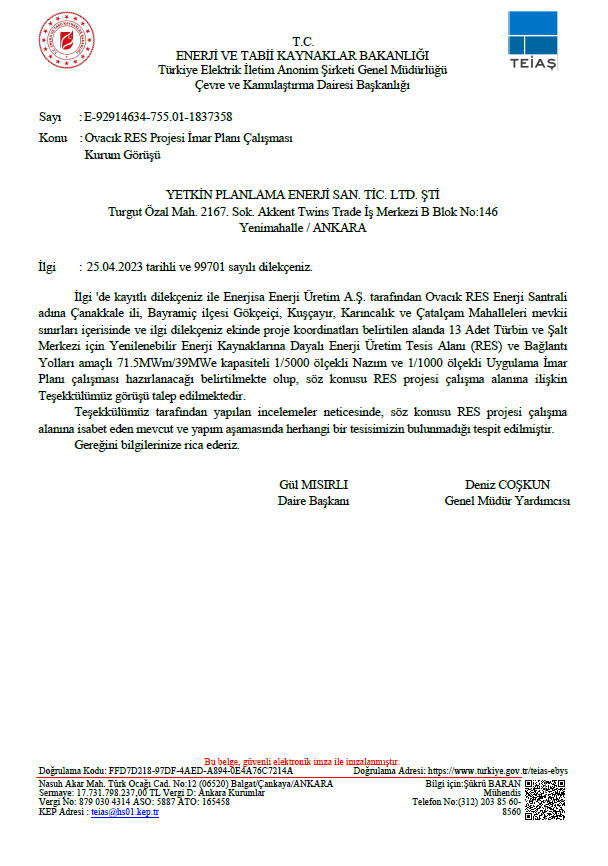 TEİAŞ
T.C.
ENERJİ VE TABİİ KAYNAKLAR BAKANLIĞI
Türkiye Elektrik İletim Anonim Şirketi Genel Müdürlüğü
Çevre ve Kamulaştırma Dairesi Başkanlığı
Sayı : E-92914634-755.01-1837358
Konu : Ovacık RES Projesi İmar Planı Çalışması
Kurum Görüşü
YETKİN PLANLAMA ENERJİ SAN. TİC. LTD. ŞTİ
Turgut Özal Mah. 2167. Sok. Akkent Twins Trade İş Merkezi B Blok No:146
Yenimahalle / ANKARA
İlgi : 25.04.2023 tarihli ve 99701 sayılı dilekçeniz.
İlgi 'de kayıtlı dilekçeniz ile Enerjisa Enerji Üretim A.Ş. tarafından Ovacık RES Enerji Santrali
adına Çanakkale ili, Bayramiç ilçesi Gökçeiçi, Kuşçayır, Karıncalık ve Çatalçam Mahalleleri mevkii
sınırları içerisinde ve ilgi dilekçeniz ekinde proje koordinatları belirtilen alanda 13 Adet Türbin ve Şalt
Merkezi için Yenilenebilir Enerji Kaynaklarına Dayalı Enerji Üretim Tesis Alanı (RES) ve Bağlantı
Yolları amaçlı 71.5MWm/39MWe kapasiteli 1/5000 ölçekli Nazım ve 1/1000 ölçekli Uygulama İmar
Planı çalışması hazırlanacağı belirtilmekte olup, söz konusu RES projesi çalışma alanına ilişkin
Teşekkülümüz görüşü talep edilmektedir.
Teşekkülümüz tarafından yapılan incelemeler neticesinde, söz konusu RES projesi çalışma
alanına isabet eden mevcut ve yapım aşamasında herhangi bir tesisimizin bulunmadığı tespit edilmiştir.
Gereğini bilgilerinize rica ederiz.
Gül MISIRLI Deniz COŞKUN
Daire Başkanı Genel Müdür Yardımcısı
Bu belge, güvenli elektronik imza ile imzalanmıştır.
Doğrulama Kodu: FFD7D218-97DF-4AED-A894-0E4A76C7214A Doğrulama Adresi: https://www.turkiye.gov.tr/teias-ebys
Nasuh Akar Mah. Türk Ocağı Cad. No:12 (06520) Balgat/Çankaya/ANKARA Bilgi için:Şükrü BARAN
Sermaye: 17.731.798.237,00 TL Vergi D: Ankara Kurumlar Mühendis
Vergi No: 879 030 4314 ASO: 5887 ATO: 165458 Telefon No:(312) 203 85 60-
KEP Adresi : teias@hs01.kep.tr 8560